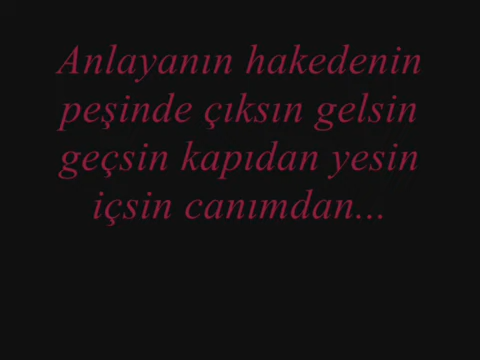 Anlayanın hakedenin
peşinde çıksın gelsin
geçsin kapıdan yesin
içsin canımdan...